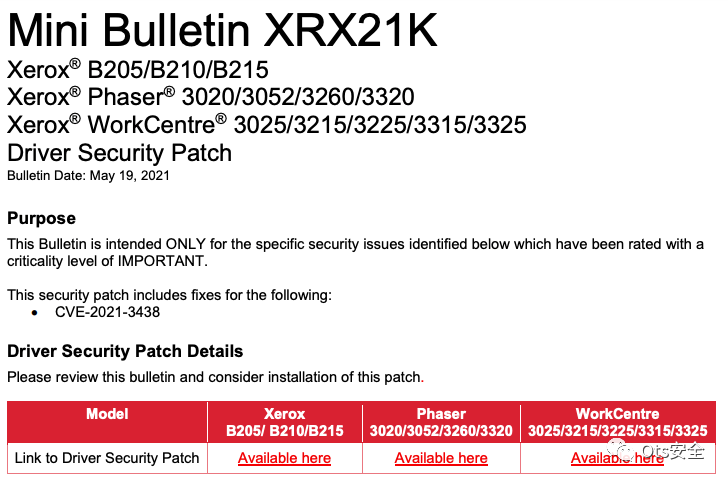 Mini Bulletin XRX21K
Xerox® B205/B210/B215
Xerox® Phaser® 3020/3052/3260/3320
Xerox® WorkCentre® 3025/3215/3225/3315/3325
Driver Security Patch
Bulletin Date: May 19, 2021
Purpose
This Bulletin is intended ONLY for the specific security issues identified below which have been rated with a
criticality level of IMPORTANT.
This security patch includes fixes for the following:
• CVE-2021-3438
Driver Security Patch Details
Please review this bulletin and consider installation of this patch.
Model
Xerox
B205/ B210/B215
Phaser
3020/3052/3260/3320
WorkCentre
3025/3215/3225/3315/3325
Link to Driver Security Patch
Available here
Available here
Available here
Ots安全